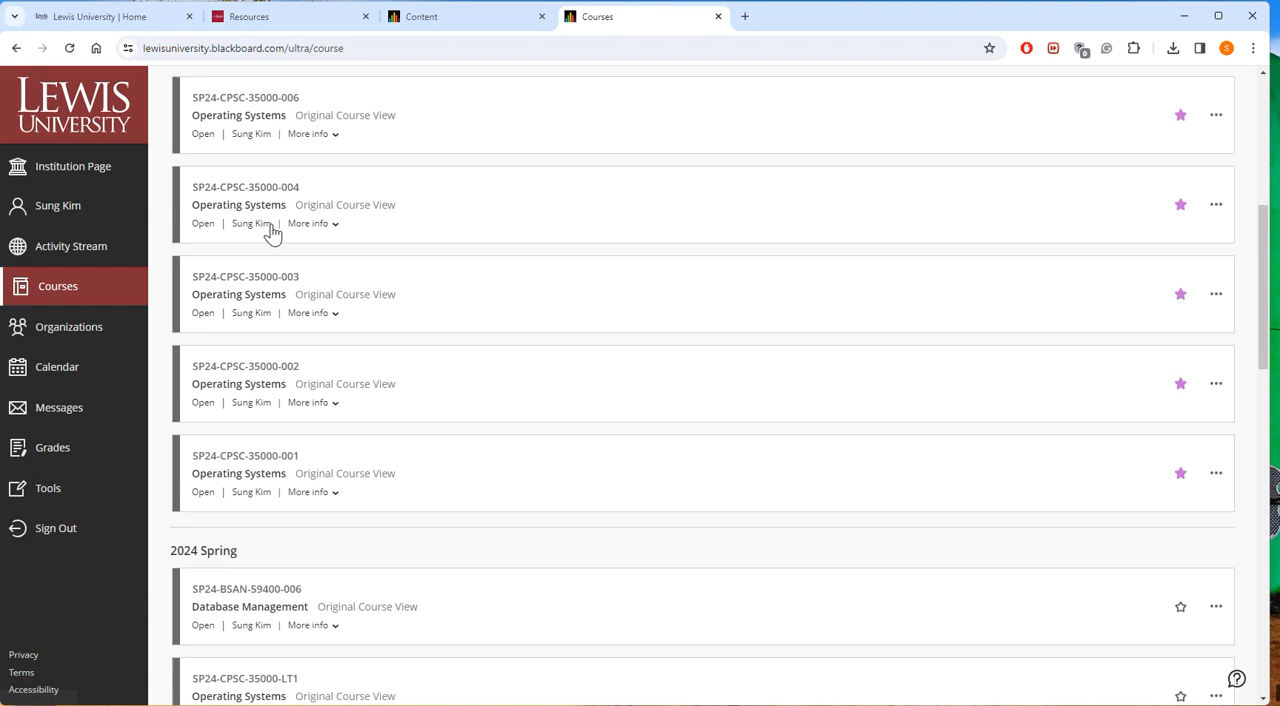 Lewis University | Home
Resources
Content
Courses
lewisuniversity.blackboard.com/ultra/course
0
S
LEWIS
UNIVERSITY
Institution Page
Sung Kim
Activity Stream
Courses
Organizations
Calendar
Messages
Grades
Tools
Sign Out
Privacy
Terms
Accessibility
SP24-CPSC-35000-006
Operating Systems Original Course View
Open | Sung Kim | More info
SP24-CPSC-35000-004
Operating Systems Original Course View
Open | Sung Kim | More info
SP24-CPSC-35000-003
Operating Systems Original Course View
Open | Sung Kim | More info
SP24-CPSC-35000-002
Operating Systems Original Course View
Open | Sung Kim | More info
SP24-CPSC-35000-001
Operating Systems Original Course View
Open | Sung Kim | More info
2024 Spring
SP24-BSAN-59400-006
Database Management Original Course View
Open | Sung Kim | More info
SP24-CPSC-35000-LT1
Operating Systems Original Course View